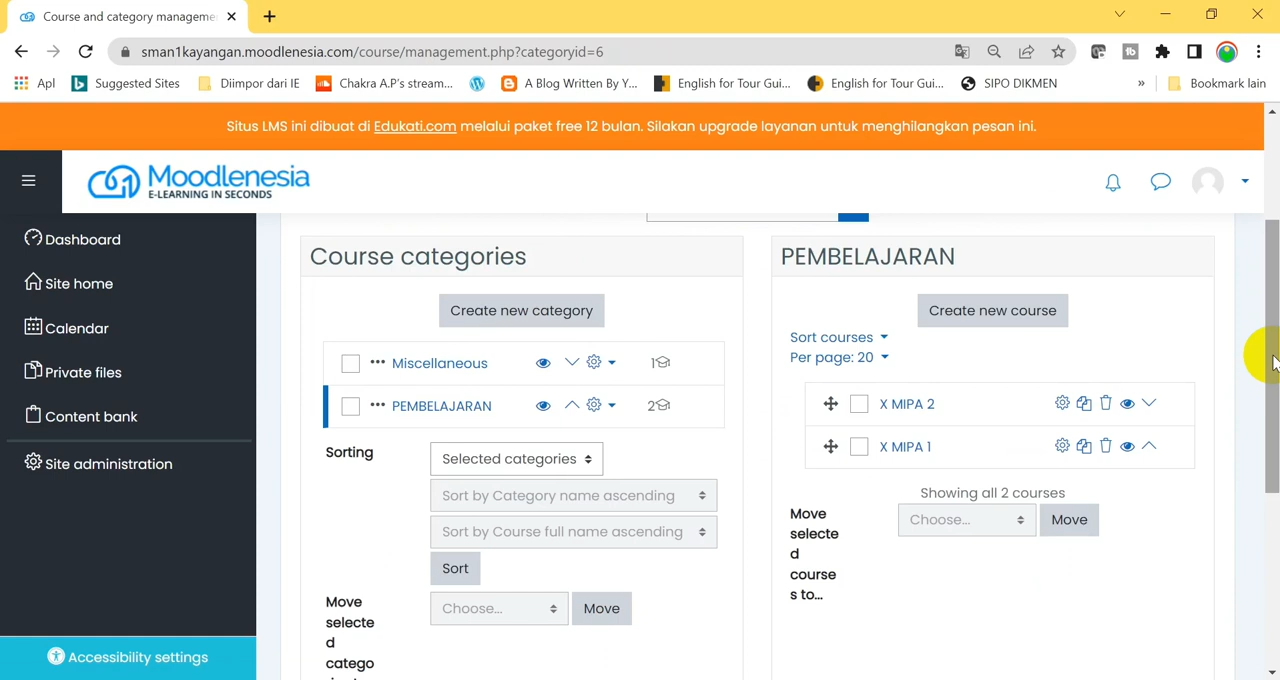 Course and category manageme
sman1kayangan.moodlenesia.com/course/management.php?categoryid=6
Apl
Suggested Sites
Diimpor dari IE
Chakra A.P's stream...
A Blog Written By Y...
English for Tour Gui...
English for Tour Gui...
SIPO DIKMEN
»
Bookmark lain
Situs LMS ini dibuat di Edukati.com melalui paket free 12 bulan. Silakan upgrade layanan untuk menghilangkan pesan ini.
Moodlenesia
E-LEARNING IN SECONDS
Dashboard
Site home
Calendar
Private files
Content bank
Site administration
Accessibility settings
Course categories
Create new category
Miscellaneous
1
PEMBELAJARAN
2
Sorting
Selected categories
Sort by Category name ascending
Sort by Course full name ascending
Sort
Move
selecte
d
catego
Choose...
Move
PEMBELAJARAN
Create new course
Sort courses
Per page: 20
X MIPA 2
X MIPA 1
Showing all 2 courses
Move
selecte
d
course
s to...
Choose...
Move